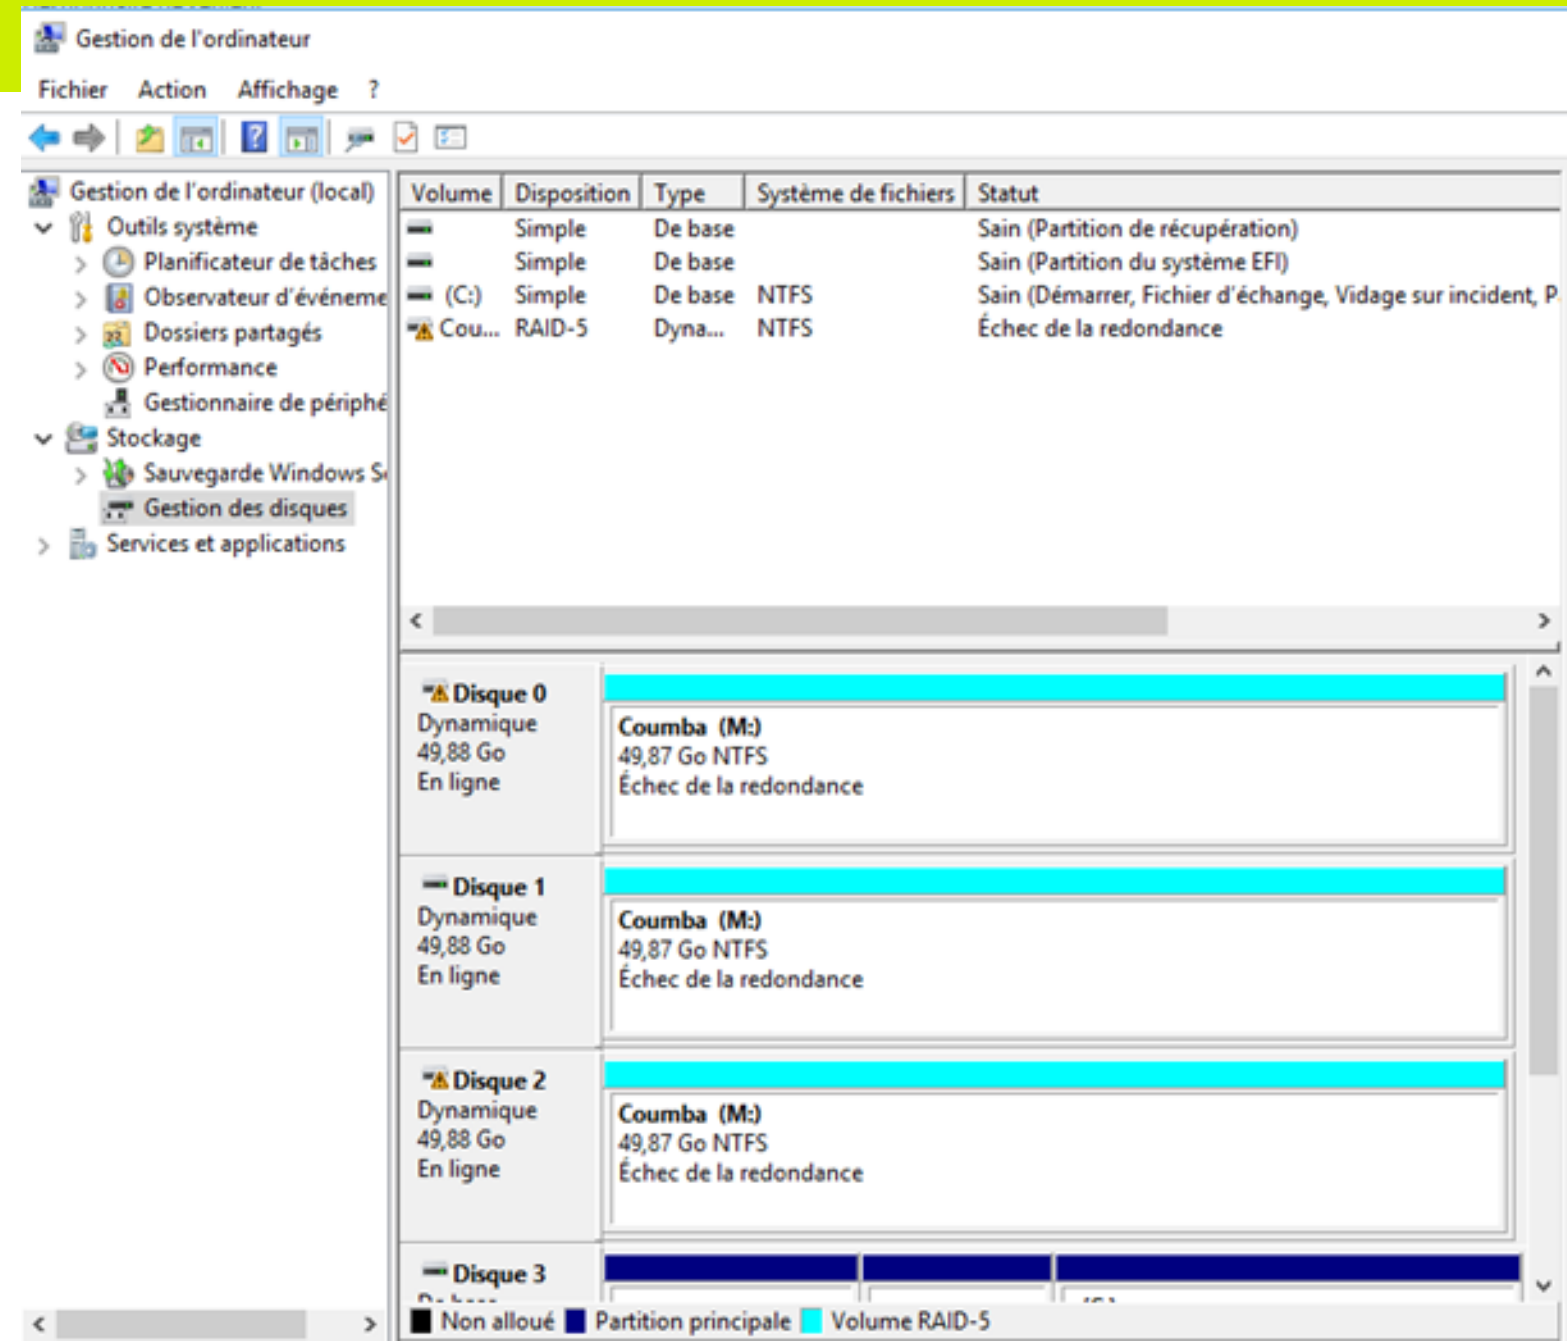 Gestion de l'ordinateur
Fichier Action Affichage ?
Gestion de l'ordinateur (local)
Outils système
Planificateur de tâches
Observateur d'événeme
Dossiers partagés
Performance
Gestionnaire de périphé
Stockage
Sauvegarde Windows S
Gestion des disques
Services et applications
Volume Disposition Type Système de fichiers Statut
Simple De base Sain (Partition de récupération)
Simple De base Sain (Partition du système EFI)
(C:) Simple De base NTFS Sain (Démarrer, Fichier d'échange, Vidage sur incident, P
Cou... RAID-5 Dyna... NTFS Échec de la redondance
Disque 0
Dynamique
49,88 Go
En ligne
Coumba (M:)
49,87 Go NTFS
Échec de la redondance
Disque 1
Dynamique
49,88 Go
En ligne
Coumba (M:)
49,87 Go NTFS
Échec de la redondance
Disque 2
Dynamique
49,88 Go
En ligne
Coumba (M:)
49,87 Go NTFS
Échec de la redondance
Disque 3
Non alloué Partition principale Volume RAID-5